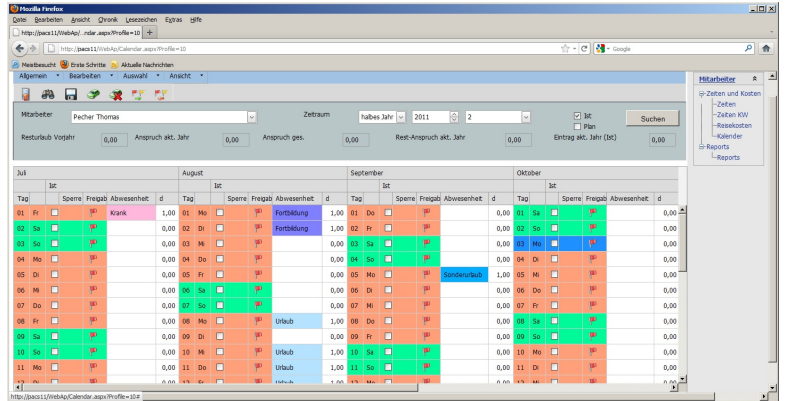 Mozilla Firefox
Datei Bearbeiten Ansicht Chronik Lesezeichen Extras Hilfe
http://pacs11/WebAp/...ndar.aspx?Profile=10 +
http://pacs11/WebAp/Calendar.aspx?Profile=10 Google
Meistbesucht Erste Schritte Aktuelle Nachrichten
Allgemein Bearbeiten Auswahl Ansicht
Mitarbeiter Pecher Thomas Zeitraum halbes Jahr 2011 2 Ist Suchen
Plan
Resturlaub Vorjahr 0,00 Anspruch akt. Jahr 0,00 Anspruch ges. 0,00 Rest-Anspruch akt. Jahr 0,00 Eintrag akt. Jahr (Ist) 0,00
Mitarbeiter
Zeiten und Kosten
Zeiten
Zeiten KW
Reisekosten
Kalender
Reports
Reports
Juli August September Oktober
Ist Ist Ist Ist
Tag Sperre Freigab Abwesenheit d Tag Sperre Freigab Abwesenheit d Tag Sperre Freigab Abwesenheit d Tag Sperre Freigab Abwesenheit d
01 Fr Krank 1,00 01 Mo Fortbildung 1,00 01 Do 0,00 01 Sa 0,00
02 Sa 0,00 02 Di Fortbildung 1,00 02 Fr 0,00 02 So 0,00
03 So 0,00 03 Mi 0,00 03 Sa 0,00 03 Mo 0,00
04 Mo 0,00 04 Do 0,00 04 So 0,00 04 Di 0,00
05 Di 0,00 05 Fr 0,00 05 Mo Sonderurlaub 1,00 05 Mi 0,00
06 Mi 0,00 06 Sa 0,00 06 Di 0,00 06 Do 0,00
07 Do 0,00 07 So 0,00 07 Mi 0,00 07 Fr 0,00
08 Fr 0,00 08 Mo Urlaub 1,00 08 Do 0,00 08 Sa 0,00
09 Sa 0,00 09 Di 0,00 09 Fr 0,00 09 So 0,00
10 So 0,00 10 Mi Urlaub 1,00 10 Sa 0,00 10 Mo 0,00
11 Mo 0,00 11 Do Urlaub 1,00 11 So 0,00 11 Di 0,00
http://pacs11/WebAp/Calendar.aspx?Profile=10#